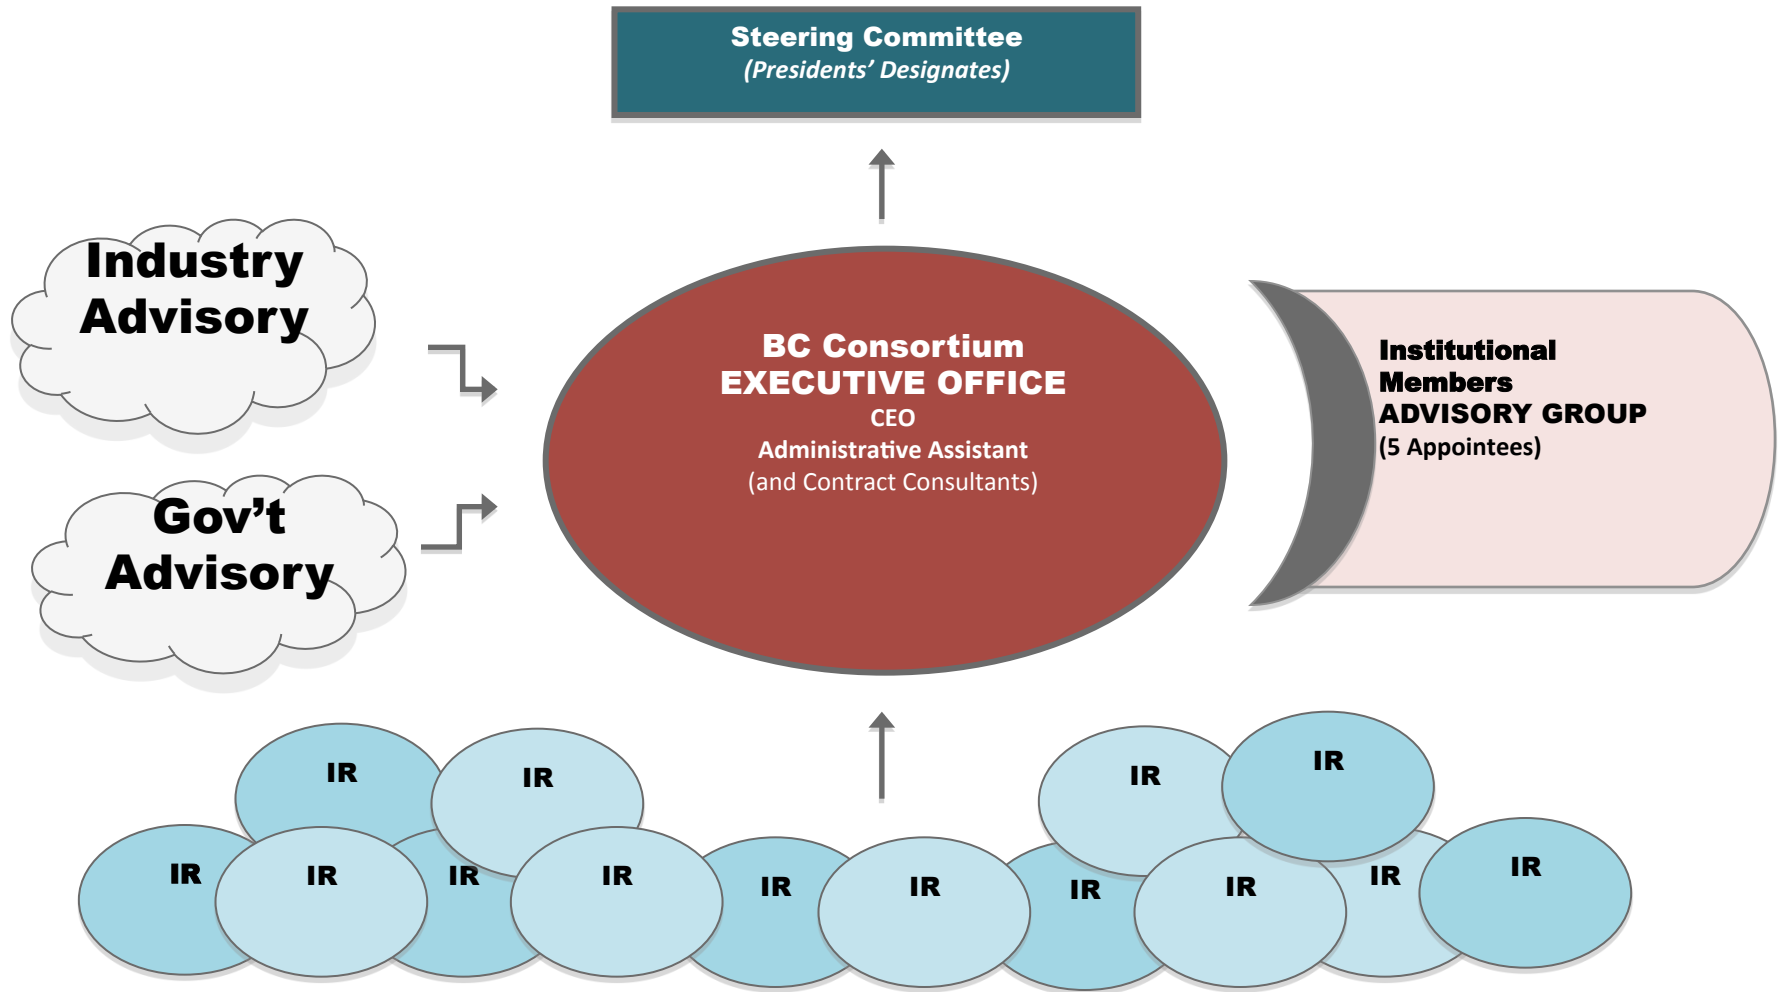 Steering Committee
(Presidents’ Designates)
Industry
Advisory
BC Consortium
EXECUTIVE OFFICE
CEO
Administrative Assistant
(and Contract Consultants)
Institutional
Members
ADVISORY GROUP
(5 Appointees)
Gov’t
Advisory
IR
IR
IR
IR
IR
IR
IR
IR
IR
IR
IR
IR
IR
IR